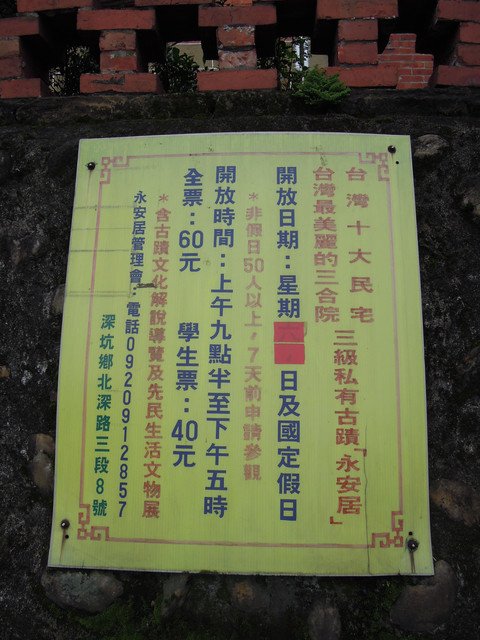 台灣十大民宅
台灣最美麗的三合院
三級私有古蹟「永安居」
開放日期：星期日及國定假日
＊非假日50人以上，7天前申請參觀
開放時間：上午九點半至下午五時
全票：60元 學生票：40元
＊含古蹟文化解說導覽及先民生活文物展
永安居管理會：電話0920912857
深坑鄉北深路三段8號